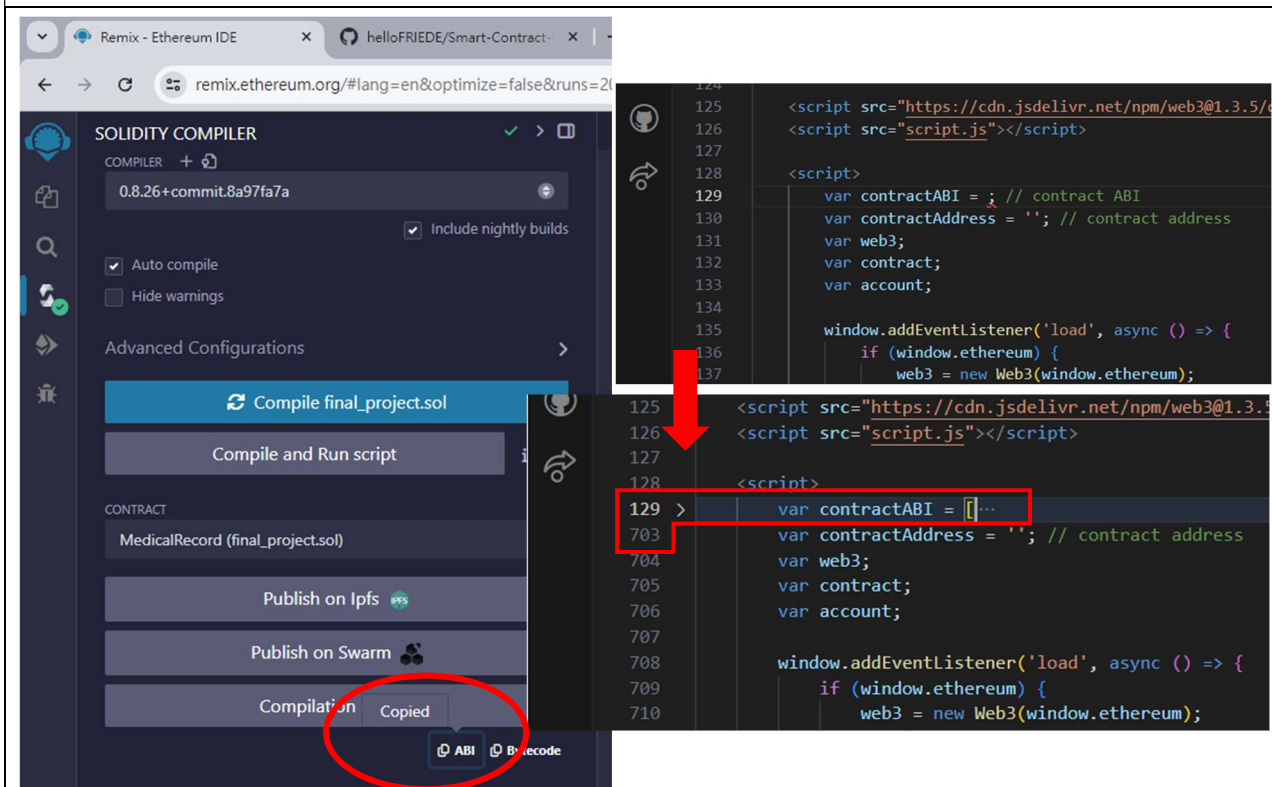 Remix - Ethereum IDE
helloFRIEDE/Smart-Contract-
remix.ethereum.org/#lang=en&optimize=false&runs=20
SOLIDITY COMPILER
COMPILER
0.8.26+commit.8a97fa7a
Include nightly builds
Auto compile
Hide warnings
Advanced Configurations
Compile final_project.sol
Compile and Run script
CONTRACT
MedicalRecord (final_project.sol)
Publish on Ipfs
IPFS
Publish on Swarm
Compilation
Copied
ABI
Bytecode
124
125 <script src="https://cdn.jsdelivr.net/npm/web3@1.3.5/d
126 <script src="script.js"></script>
127
128 <script>
129 var contractABI = ; // contract ABI
130 var contractAddress = ''; // contract address
131 var web3;
132 var contract;
133 var account;
134
135 window.addEventListener('load', async () => {
136 if (window.ethereum) {
137 web3 = new Web3(window.ethereum);
125 <script src="https://cdn.jsdelivr.net/npm/web3@1.3.5
126 <script src="script.js"></script>
127
128 <script>
129 var contractABI = [···
703 var contractAddress = ''; // contract address
704 var web3;
705 var contract;
706 var account;
707
708 window.addEventListener('load', async () => {
709 if (window.ethereum) {
710 web3 = new Web3(window.ethereum);